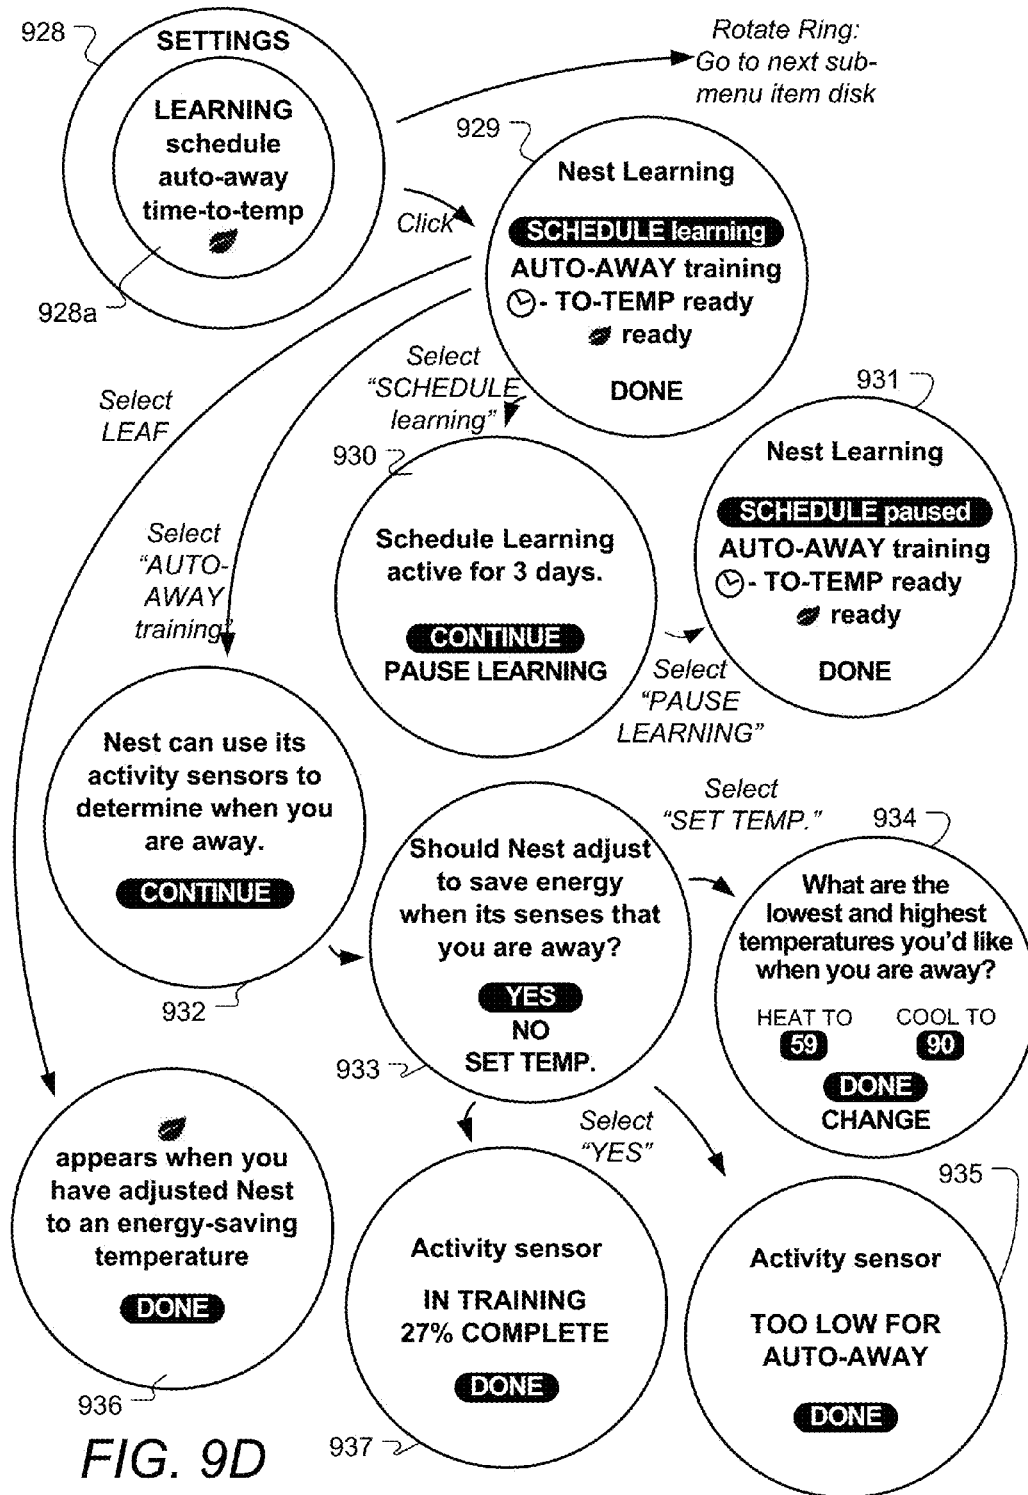 928
SETTINGS
LEARNING
schedule
auto-away
time-to-temp
928a
Rotate Ring:
Go to next sub-
menu item disk
Click
929
Nest Learning
SCHEDULE learning
AUTO-AWAY training
- TO-TEMP ready
ready
DONE
Select
LEAF
Select
"SCHEDULE
learning"
930
Schedule Learning
active for 3 days.
CONTINUE
PAUSE LEARNING
931
Nest Learning
SCHEDULE paused
AUTO-AWAY training
- TO-TEMP ready
ready
DONE
Select
"PAUSE
LEARNING"
Select
"AUTO-
AWAY
training"
Nest can use its
activity sensors to
determine when you
are away.
CONTINUE
932
Should Nest adjust
to save energy
when its senses that
you are away?
YES
NO
SET TEMP.
933
Select
"SET TEMP."
934
What are the
lowest and highest
temperatures you'd like
when you are away?
HEAT TO COOL TO
59 90
DONE
CHANGE
Select
"YES"
appears when you
have adjusted Nest
to an energy-saving
temperature
DONE
936
Activity sensor
IN TRAINING
27% COMPLETE
DONE
937
935
Activity sensor
TOO LOW FOR
AUTO-AWAY
DONE
FIG. 9D